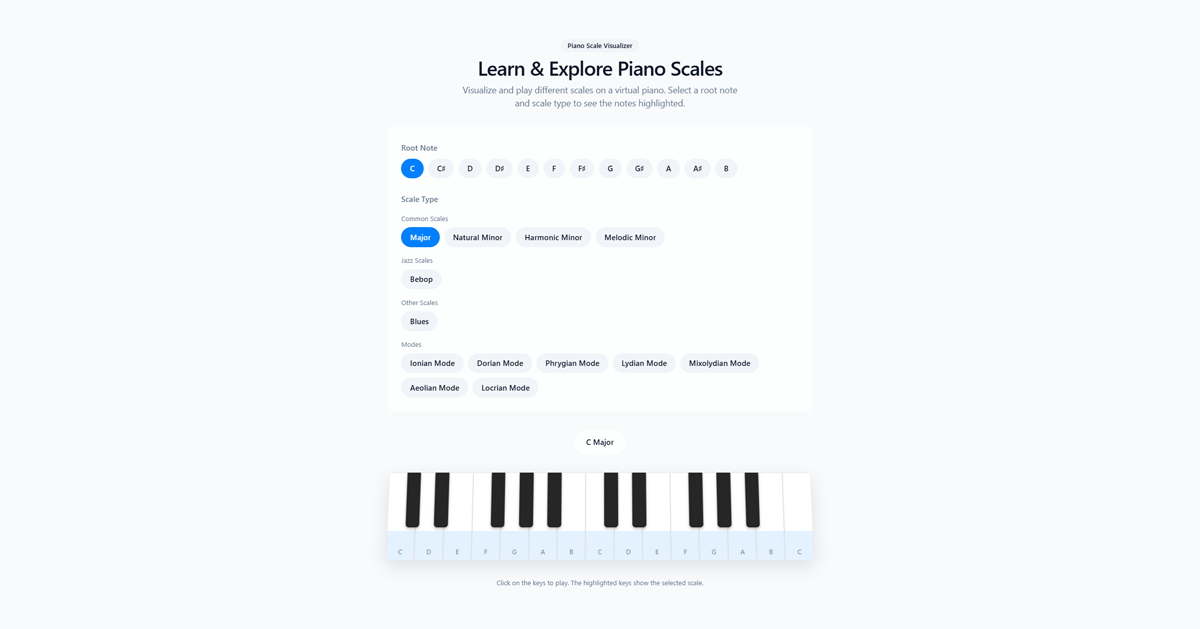 Piano Scale Visualizer
Learn & Explore Piano Scales
Visualize and play different scales on a virtual piano. Select a root note
and scale type to see the notes highlighted.
Root Note
C C♯ D D♯ E F F♯ G G♯ A A♯ B
Scale Type
Common Scales
Major Natural Minor Harmonic Minor Melodic Minor
Jazz Scales
Bebop
Other Scales
Blues
Modes
Ionian Mode Dorian Mode Phrygian Mode Lydian Mode Mixolydian Mode
Aeolian Mode Locrian Mode
C Major
C D E F G A B C D E F G A B C
Click on the keys to play. The highlighted keys show the selected scale.